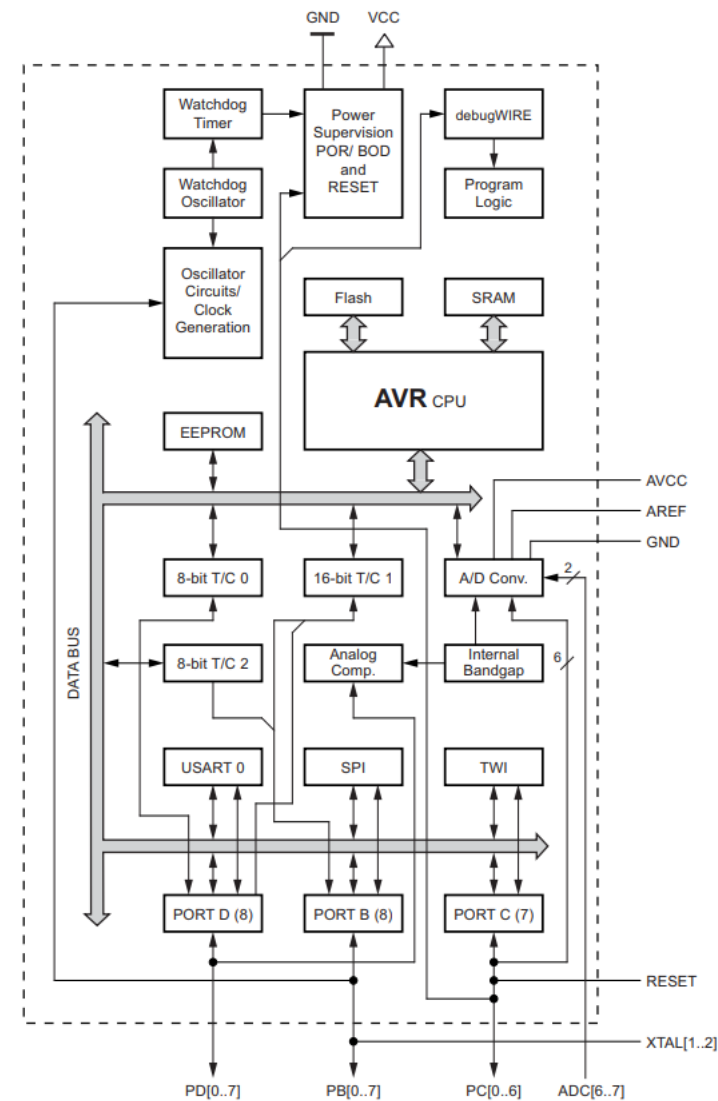 GND
VCC
Watchdog
Timer
Power
Supervision
POR/ BOD
and
RESET
debugWIRE
Watchdog
Oscillator
Program
Logic
Oscillator
Circuits/
Clock
Generation
Flash
SRAM
AVR CPU
EEPROM
AVCC
AREF
GND
8-bit T/C 0
16-bit T/C 1
A/D Conv.
2
DATA BUS
8-bit T/C 2
Analog
Comp.
Internal
Bandgap
6
USART 0
SPI
TWI
PORT D (8)
PORT B (8)
PORT C (7)
RESET
XTAL[1..2]
PD[0..7]
PB[0..7]
PC[0..6]
ADC[6..7]